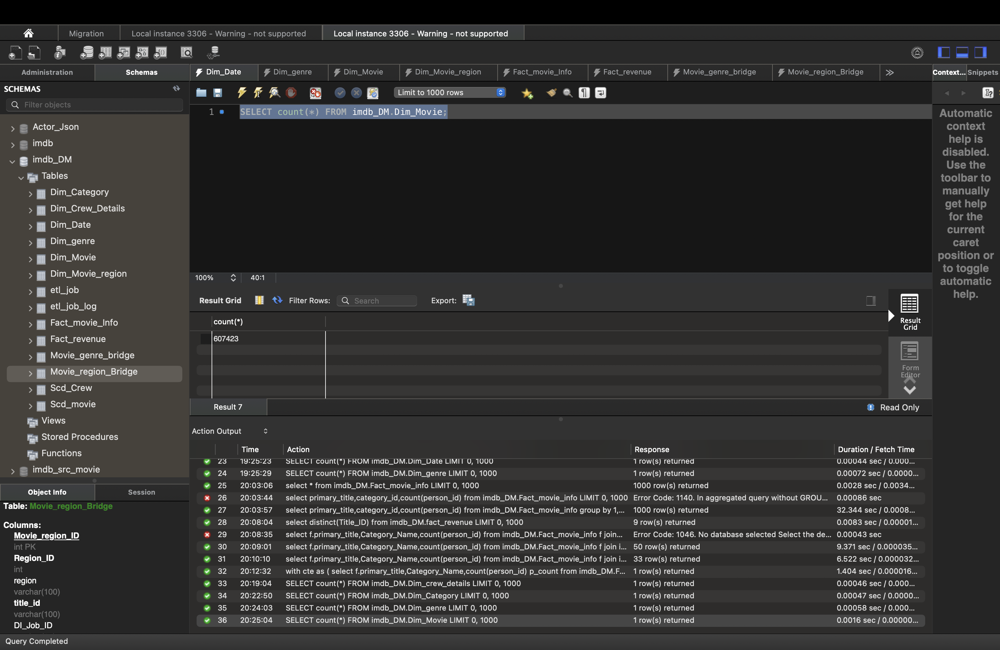 Migration
Local instance 3306 - Warning - not supported
Local instance 3306 - Warning - not supported
Administration
Schemas
Dim_Date
Dim_genre
Dim_Movie
Dim_Movie_region
Fact_movie_Info
Fact_revenue
Movie_genre_bridge
Movie_region_Bridge
Context...
Snippets
SCHEMAS
Filter objects
Limit to 1000 rows
1
SELECT count(*) FROM imdb_DM.Dim_Movie;
Automatic
context
help is
disabled.
Use the
toolbar to
manually
get help
for the
current
caret
position or
to toggle
automatic
help.
Actor_Json
imdb
imdb_DM
Tables
Dim_Category
Dim_Crew_Details
Dim_Date
Dim_genre
Dim_Movie
Dim_Movie_region
etl_job
etl_job_log
Fact_movie_Info
Fact_revenue
Movie_genre_bridge
Movie_region_Bridge
Scd_Crew
Scd_movie
Views
Stored Procedures
Functions
imdb_src_movie
100%
40:1
Result Grid
Filter Rows:
Search
Export:
count(*)
607423
Result
Grid
Form
Editor
Result 7
Read Only
Action Output
Time Action Response Duration / Fetch Time
23 19:25:23 SELECT count(*) FROM imdb_DM.Dim_Date LIMIT 0, 1000 1 row(s) returned 0.00044 sec / 0.000...
24 19:25:29 SELECT count(*) FROM imdb_DM.Dim_genre LIMIT 0, 1000 1 row(s) returned 0.00072 sec / 0.0000...
25 20:03:06 select * from imdb_DM.Fact_movie_info LIMIT 0, 1000 1000 row(s) returned 0.0028 sec / 0.0034...
26 20:03:44 select primary_title,category_id,count(person_id) from imdb_DM.Fact_movie_info LIMIT 0, 1000 Error Code: 1140. In aggregated query without GROU... 0.00086 sec
27 20:03:57 select primary_title,category_id,count(person_id) from imdb_DM.Fact_movie_info group by 1,... 1000 row(s) returned 32.344 sec / 0.0008...
28 20:08:04 select distinct(Title_ID) from imdb_DM.fact_revenue LIMIT 0, 1000 9 row(s) returned 0.0083 sec / 0.00001...
29 20:08:35 select f.primary_title,Category_Name,count(person_id) from imdb_DM.Fact_movie_info f join... Error Code: 1046. No database selected Select the de... 0.00043 sec
30 20:09:01 select f.primary_title,Category_Name,count(person_id) from imdb_DM.Fact_movie_info f join i... 50 row(s) returned 9.371 sec / 0.000035...
31 20:10:10 select f.primary_title,Category_Name,count(person_id) from imdb_DM.Fact_movie_info f join i... 33 row(s) returned 6.522 sec / 0.000032...
32 20:12:32 with cte as ( select f.primary_title,Category_Name,count(person_id) p_count from imdb_DM.F... 1 row(s) returned 1.404 sec / 0.000016...
33 20:19:04 SELECT count(*) FROM imdb_DM.Dim_crew_details LIMIT 0, 1000 1 row(s) returned 0.00046 sec / 0.000...
34 20:22:50 SELECT count(*) FROM imdb_DM.Dim_Category LIMIT 0, 1000 1 row(s) returned 0.00047 sec / 0.0000...
35 20:24:03 SELECT count(*) FROM imdb_DM.Dim_genre LIMIT 0, 1000 1 row(s) returned 0.00058 sec / 0.000...
36 20:25:04 SELECT count(*) FROM imdb_DM.Dim_Movie LIMIT 0, 1000 1 row(s) returned 0.0016 sec / 0.00000...
Object Info
Session
Table: Movie_region_Bridge
Columns:
Movie_region_ID
int PK
Region_ID
int
region
varchar(100)
title_id
varchar(100)
DI_Job_ID
Query Completed